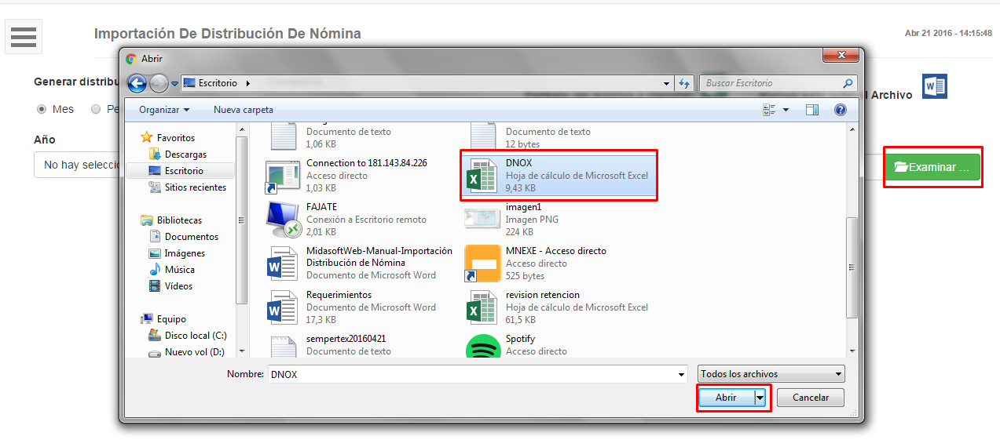 Importación De Distribución De Nómina
Abr 21 2016 - 14:15:48
Abrir
Generar distribu
Escritorio
Buscar Escritorio
l Archivo
Mes
Pe
Organizar
Nueva carpeta
Año
No hay selecci
Examinar ...
Favoritos
Descargas
Escritorio
Sitios recientes
Bibliotecas
Documentos
Imágenes
Música
Vídeos
Equipo
Disco local (C:)
Nuevo vol (D:)
Documento de texto
1,06 KB
Documento de texto
12 bytes
Connection to 181.143.84.226
Acceso directo
1,03 KB
DNOX
Hoja de cálculo de Microsoft Excel
9,43 KB
FAJATE
Conexión a Escritorio remoto
2,01 KB
imagen1
Imagen PNG
224 KB
MidasoftWeb-Manual-Importación
Distribución de Nómina
Documento de Microsoft Word
MNEXE - Acceso directo
Acceso directo
525 bytes
Requerimientos
Documento de Microsoft Word
17,3 KB
revision retencion
Hoja de cálculo de Microsoft Excel
61,5 KB
sempertex20160421
Documento de texto
Spotify
Acceso directo
Nombre:
DNOX
Todos los archivos
Abrir
Cancelar